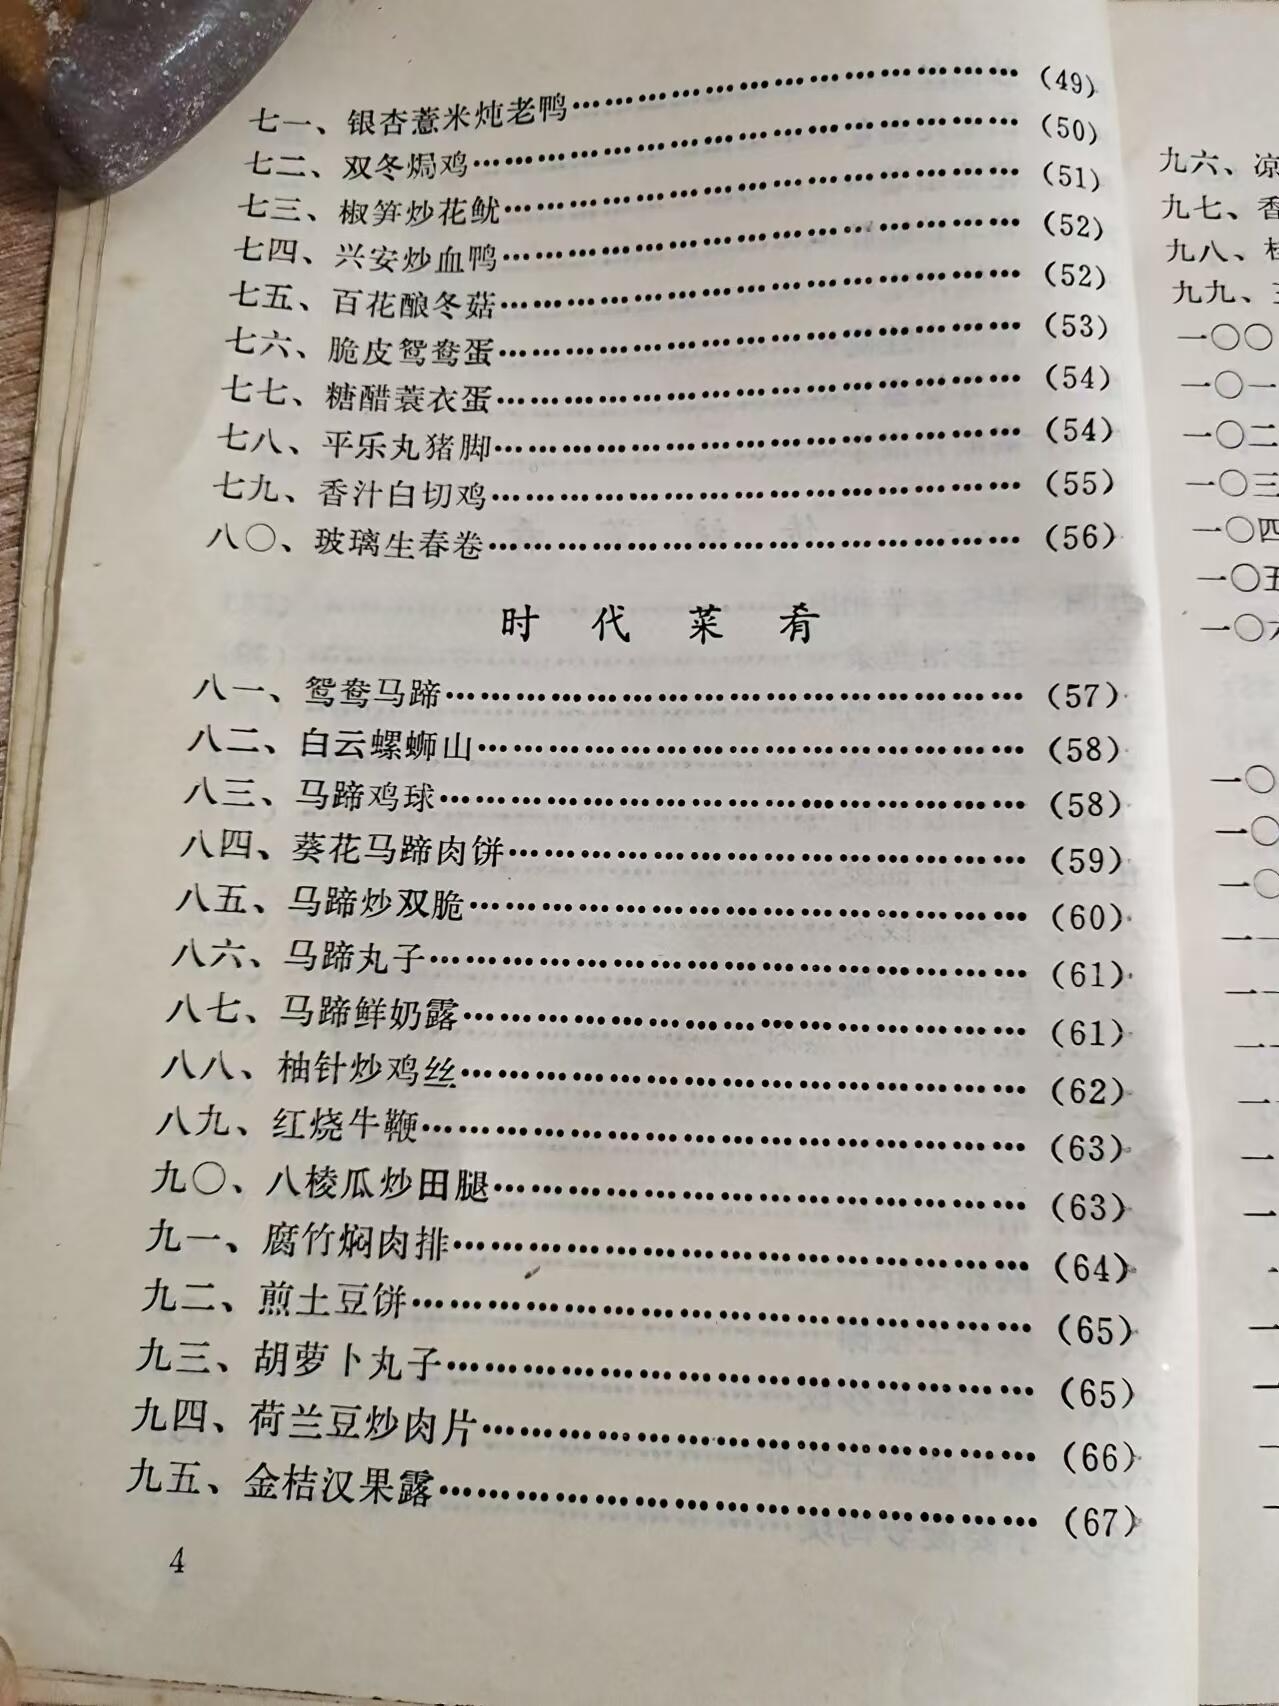 七一、银杏薏米炖老鸭……………………………………(49)
七二、双冬焗鸡……………………………………………(50)
七三、椒笋炒花鱿…………………………………………(51)
七四、兴安炒血鸭…………………………………………(52)
七五、百花酿冬菇…………………………………………(52)
七六、脆皮鸳鸯蛋…………………………………………(53)
七七、糖醋蓑衣蛋…………………………………………(54)
七八、平乐丸猪脚…………………………………………(54)
七九、香汁白切鸡…………………………………………(55)
八〇、玻璃生春卷…………………………………………(56)
时代菜肴
八一、鸳鸯马蹄……………………………………………(57)
八二、白云螺蛳山…………………………………………(58)
八三、马蹄鸡球……………………………………………(58)
八四、葵花马蹄肉饼………………………………………(59)
八五、马蹄炒双脆…………………………………………(60)
八六、马蹄丸子……………………………………………(61)
八七、马蹄鲜奶露…………………………………………(61)
八八、柚针炒鸡丝…………………………………………(62)
八九、红烧牛鞭……………………………………………(63)
九〇、八棱瓜炒田腿………………………………………(63)
九一、腐竹焖肉排…………………………………………(64)
九二、煎土豆饼……………………………………………(65)
九三、胡萝卜丸子…………………………………………(65)
九四、荷兰豆炒肉片………………………………………(66)
九五、金桔汉果露…………………………………………(67)
4
九六、凉
九七、香
九八、
九九、
一〇〇
一〇一
一〇二
一〇三
一〇四
一〇五
一〇六